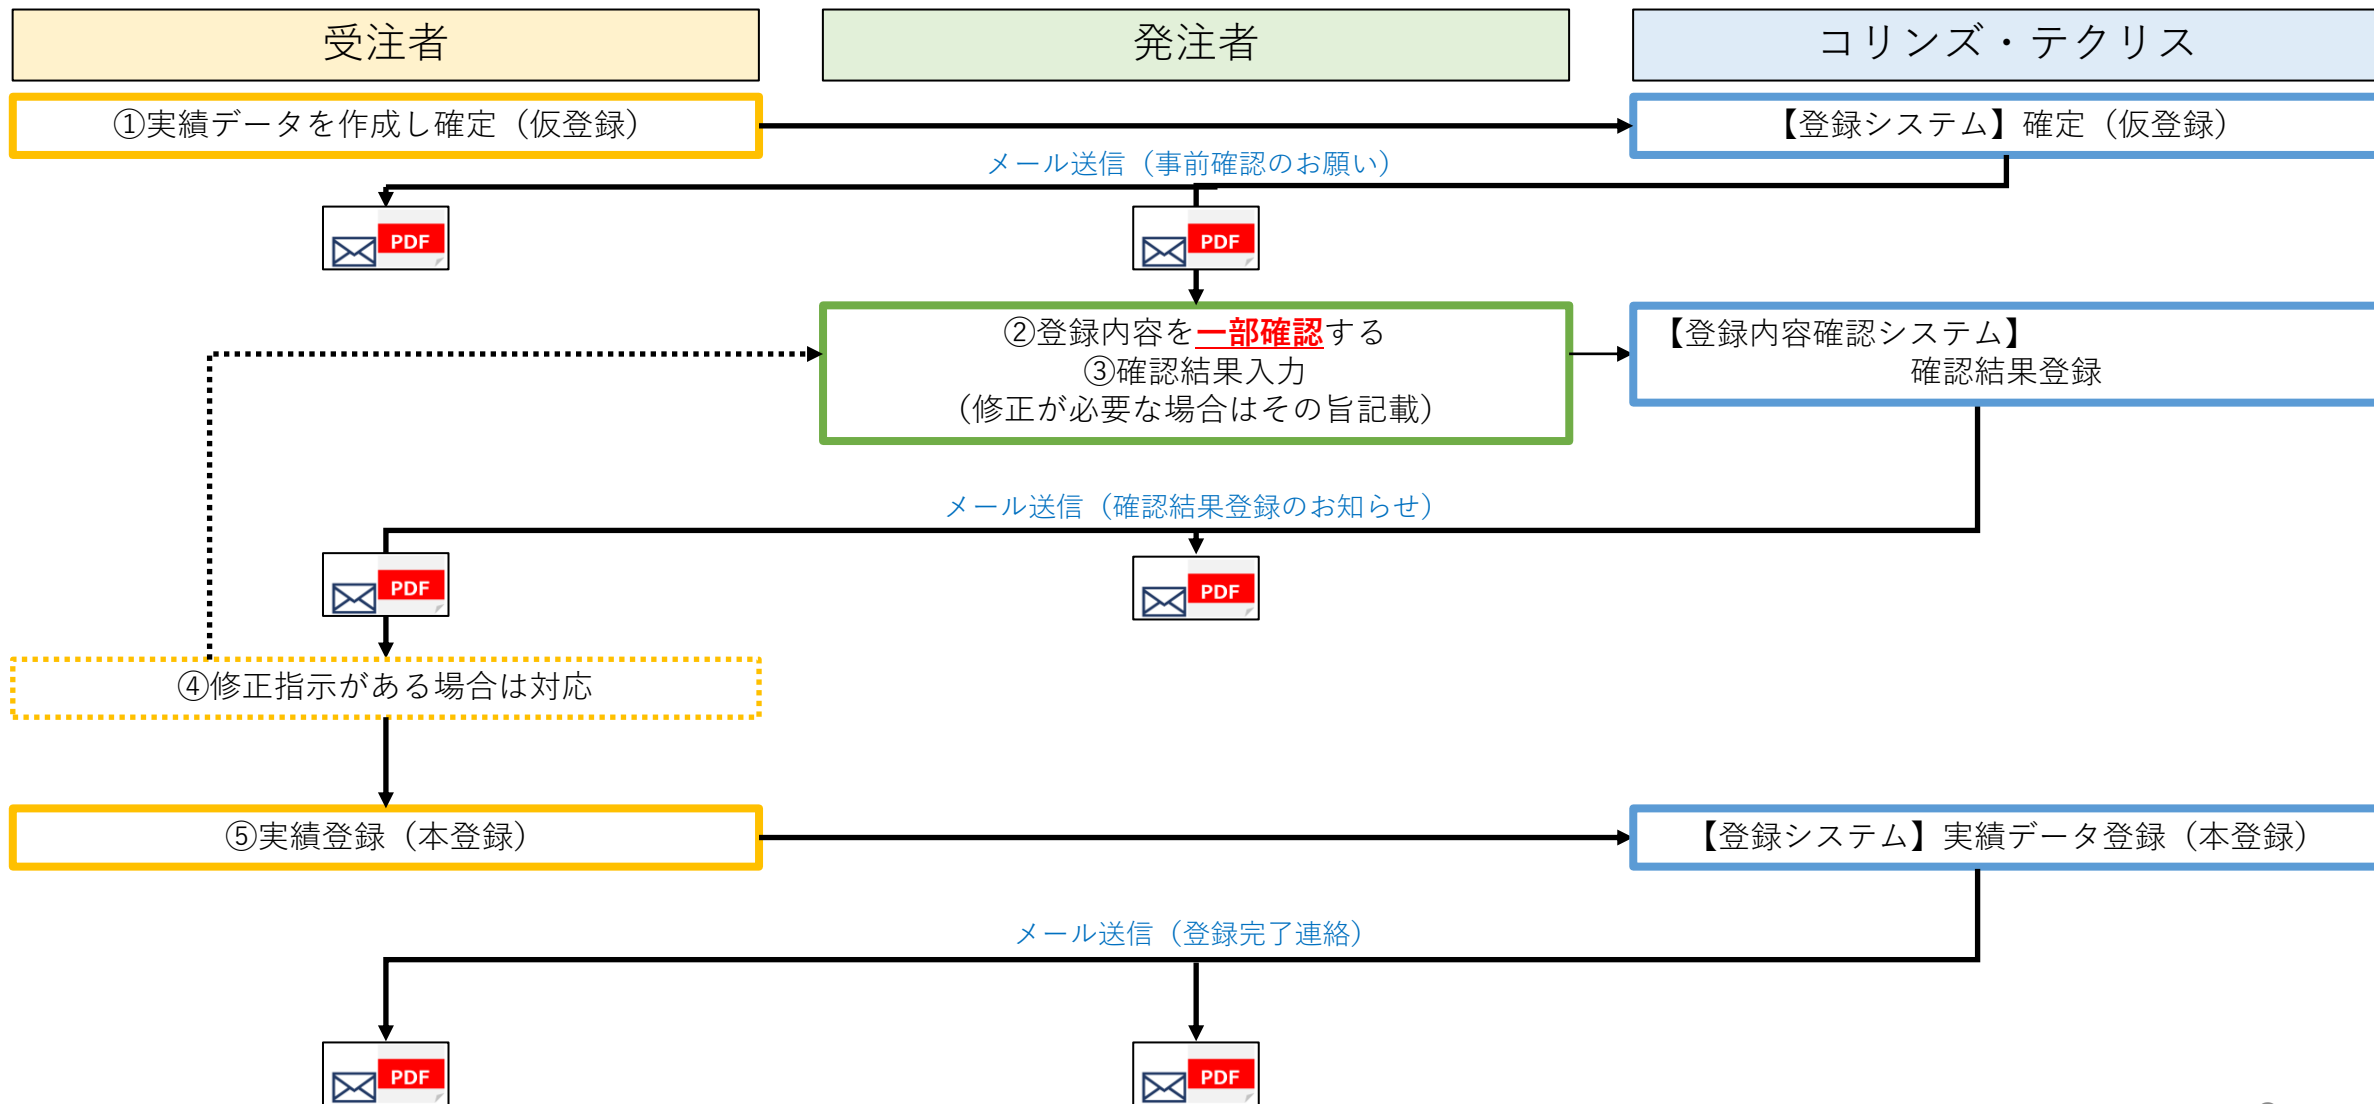 受注者
発注者
コリンズ・テクリス
①実績データを作成し確定（仮登録）
【登録システム】確定（仮登録）
メール送信（事前確認のお願い）
PDF
PDF
②登録内容を一部確認する
③確認結果入力
（修正が必要な場合はその旨記載）
【登録内容確認システム】
確認結果登録
メール送信（確認結果登録のお知らせ）
PDF
PDF
④修正指示がある場合は対応
⑤実績登録（本登録）
【登録システム】実績データ登録（本登録）
メール送信（登録完了連絡）
PDF
PDF